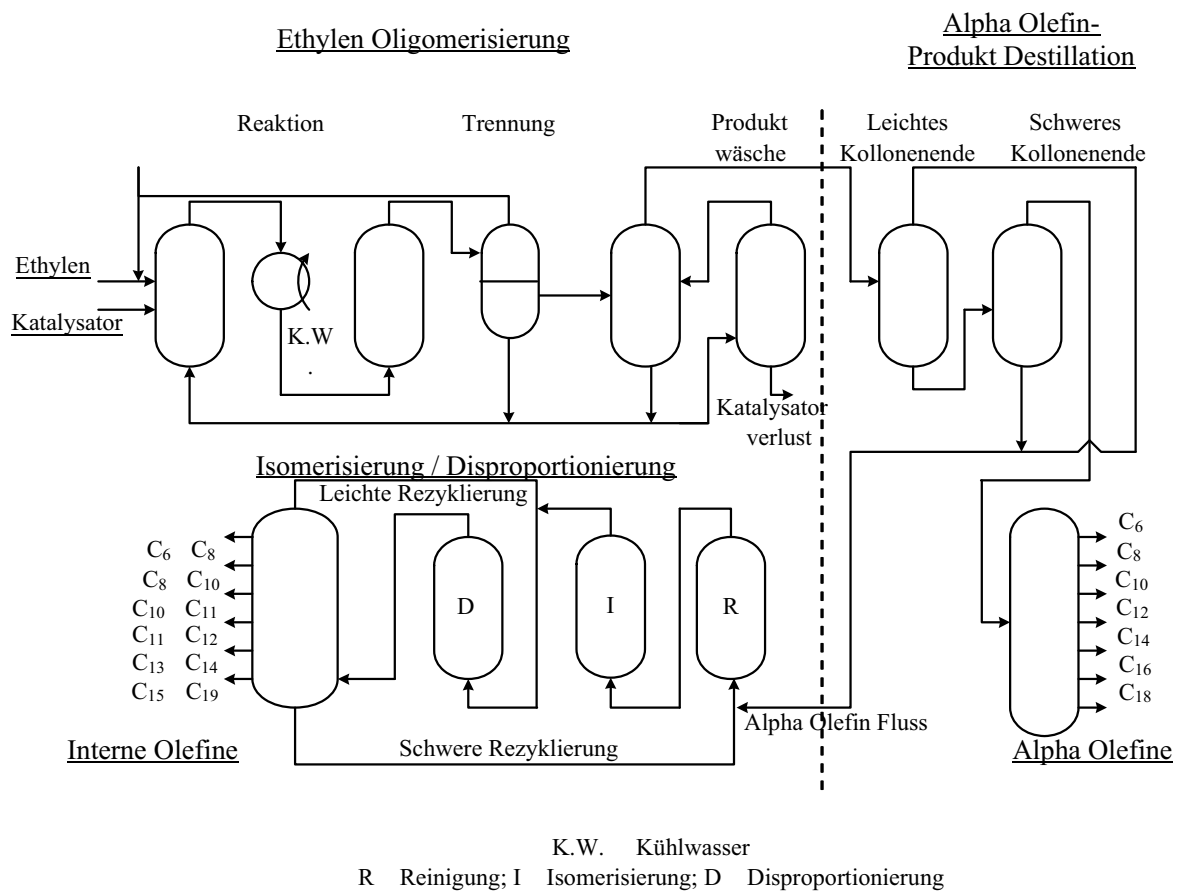 Ethylen Oligomerisierung
Alpha Olefin-
Produkt Destillation
Reaktion
Trennung
Produkt
wäsche
Leichtes
Kollonenende
Schweres
Kollonenende
Ethylen
Katalysator
K.W
.
Katalysator
verlust
Isomerisierung / Disproportionierung
Leichte Rezyklierung
C6 C8
C8 C10
C10 C11
C11 C12
C13 C14
C15 C19
D
I
R
C6
C8
C10
C12
C14
C16
C18
Alpha Olefin Fluss
Interne Olefine
Schwere Rezyklierung
Alpha Olefine
K.W. Kühlwasser
R Reinigung; I Isomerisierung; D Disproportionierung